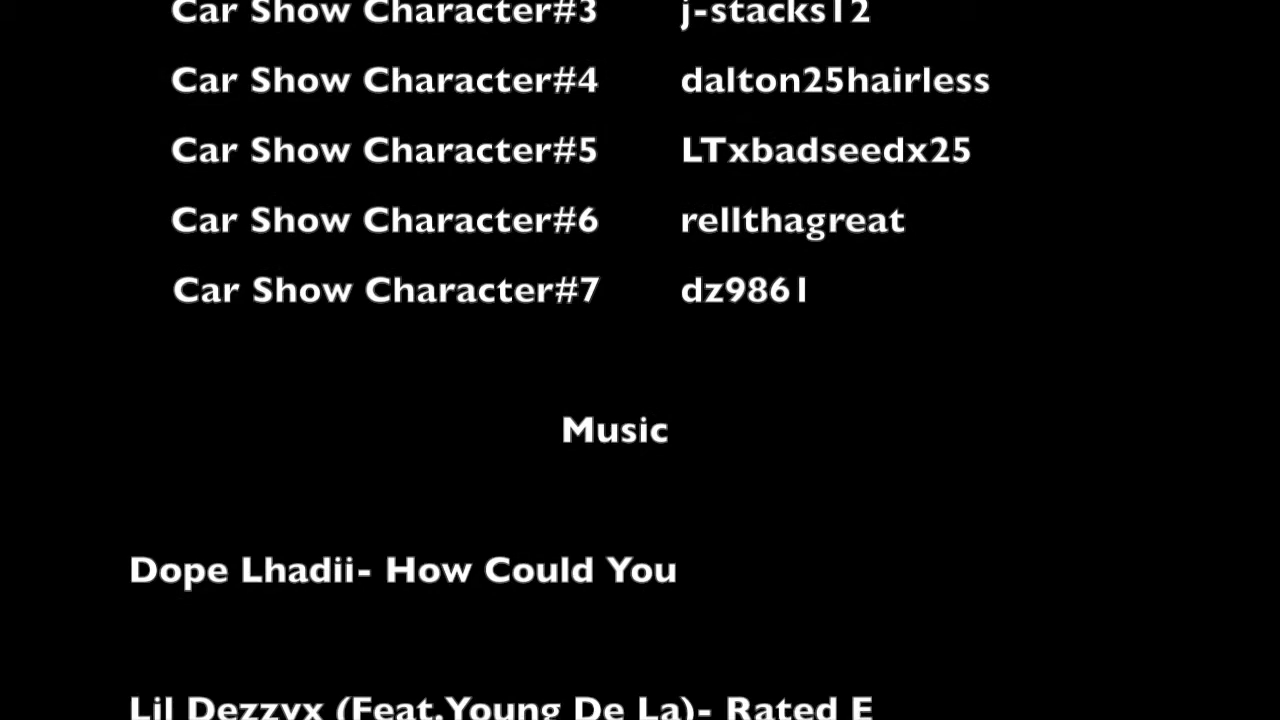 Car Show Character#3 j-stacks12
Car Show Character#4 dalton25hairless
Car Show Character#5 LTxbadseedx25
Car Show Character#6 rellthagreat
Car Show Character#7 dz9861
Music
Dope Lhadii- How Could You
Lil Dezzyx (Feat.Young De La)- Rated E